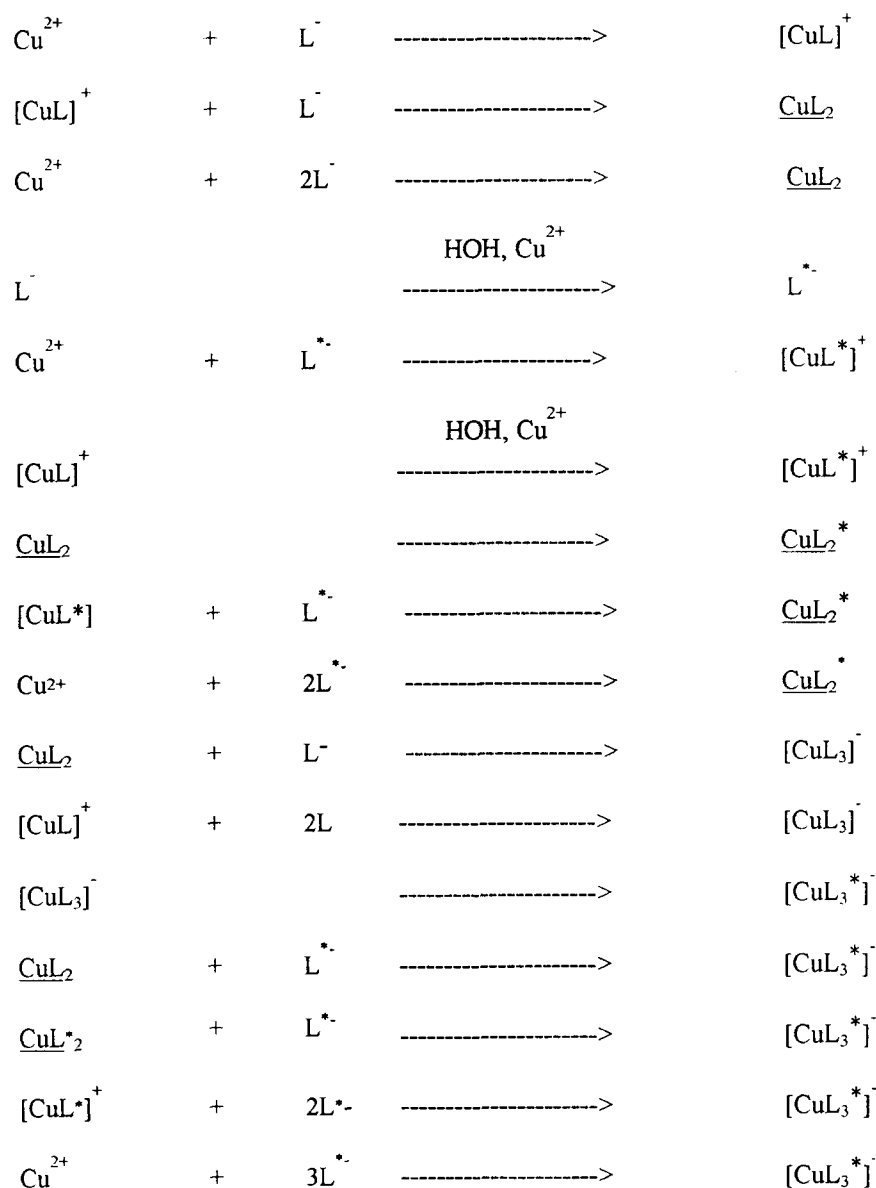 Cu²⁺ + L⁻ ----------------------> [CuL]⁺
[CuL]⁺ + L⁻ ----------------------> CuL₂
Cu²⁺ + 2L⁻ ----------------------> CuL₂
HOH, Cu²⁺
L⁻ ----------------------> L*⁻
Cu²⁺ + L*⁻ ----------------------> [CuL*]⁺
HOH, Cu²⁺
[CuL]⁺ ----------------------> [CuL*]⁺
CuL₂ ----------------------> CuL₂*
[CuL*] + L*⁻ ----------------------> CuL₂*
Cu²⁺ + 2L*⁻ ----------------------> CuL₂*
CuL₂ + L⁻ ----------------------> [CuL₃]⁻
[CuL]⁺ + 2L ----------------------> [CuL₃]⁻
[CuL₃]⁻ ----------------------> [CuL₃*]⁻
CuL₂ + L*⁻ ----------------------> [CuL₃*]⁻
CuL*₂ + L*⁻ ----------------------> [CuL₃*]⁻
[CuL*]⁺ + 2L*⁻ ----------------------> [CuL₃*]⁻
Cu²⁺ + 3L*⁻ ----------------------> [CuL₃*]⁻